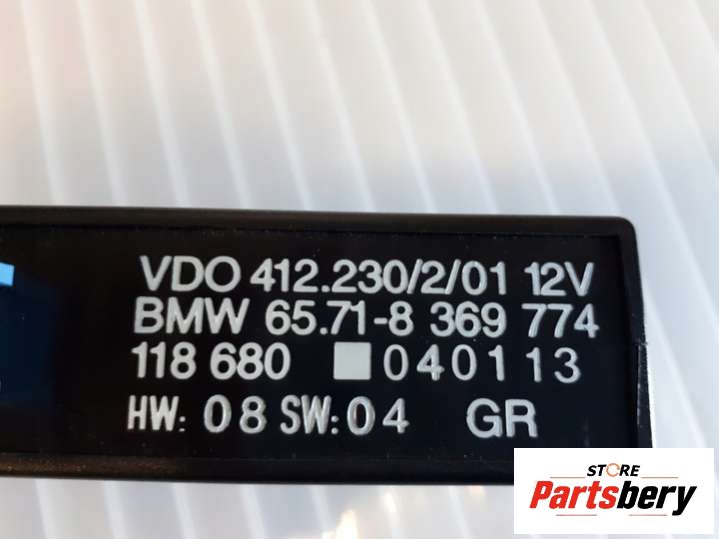 VDO 412.230/2/01 12V
BMW 65.71-8 369 774
118 680 040113
HW: 08 SW: 04 GR
STORE
Partsbery